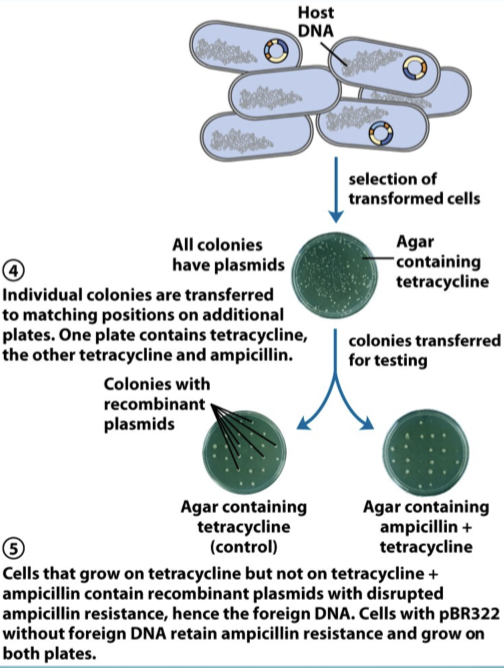 Host
DNA
selection of
transformed cells
All colonies
have plasmids
Agar
containing
tetracycline
④
Individual colonies are transferred
to matching positions on additional
plates. One plate contains tetracycline,
the other tetracycline and ampicillin.
colonies transferred
for testing
Colonies with
recombinant
plasmids
Agar containing
tetracycline
(control)
Agar containing
ampicillin +
tetracycline
⑤
Cells that grow on tetracycline but not on tetracycline +
ampicillin contain recombinant plasmids with disrupted
ampicillin resistance, hence the foreign DNA. Cells with pBR322
without foreign DNA retain ampicillin resistance and grow on
both plates.